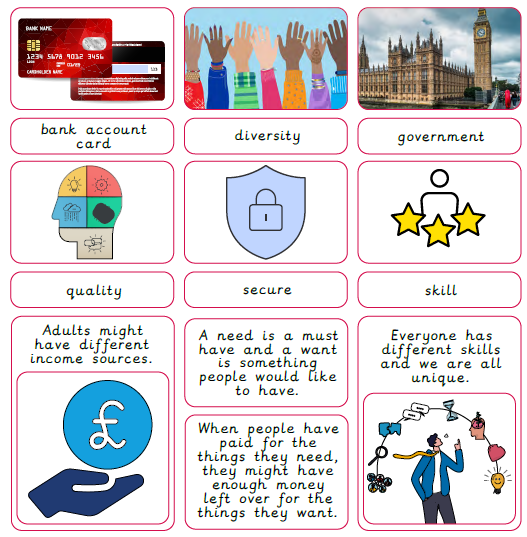 BANK NAME
1234 5678 9012 3456
CARDHOLDER NAME
bank account
card
diversity
government
quality
secure
skill
Adults might
have different
income sources.
£
A need is a must
have and a want
is something
people would like
to have.
When people have
paid for the
things they need,
they might have
enough money
left over for the
things they want.
Everyone has
different skills
and we are all
unique.